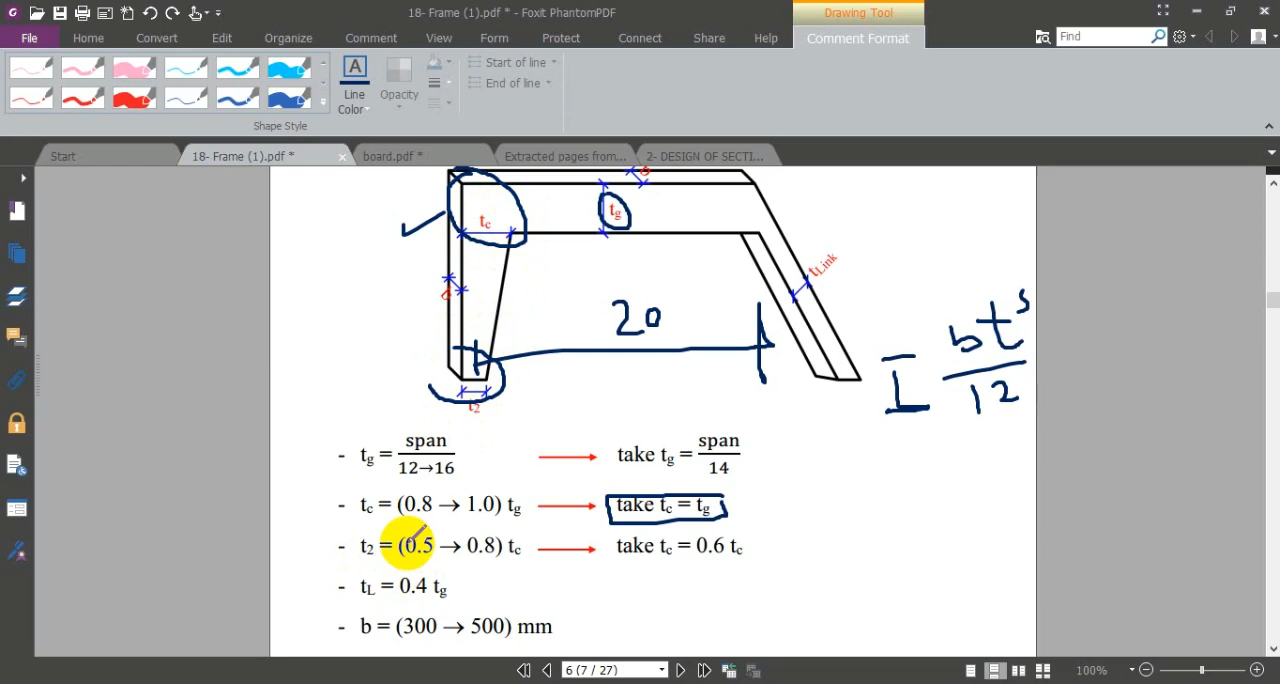 18- Frame (1).pdf * - Foxit PhantomPDF
Drawing Tool
File Home Convert Edit Organize Comment View Form Protect Connect Share Help Comment Format
Find
A
Line Color
Opacity
Start of line
End of line
Shape Style
Start
18- Frame (1).pdf *
board.pdf *
Extracted pages from...
2- DESIGN OF SECTI...
b
tc
tg
b
tLink
20
t2
I bt³/12
- tg = span/12→16 take tg = span/14
- tc = (0.8 → 1.0) tg take tc = tg
- t2 = (0.5 → 0.8) tc take tc = 0.6 tc
- tL = 0.4 tg
- b = (300 → 500) mm
6 (7 / 27)
100%